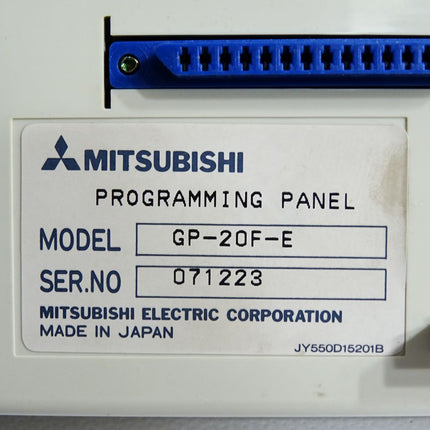 MITSUBISHI
PROGRAMMING PANEL
MODEL GP-20F-E
SER.NO 071223
MITSUBISHI ELECTRIC CORPORATION
MADE IN JAPAN
JY550D15201B